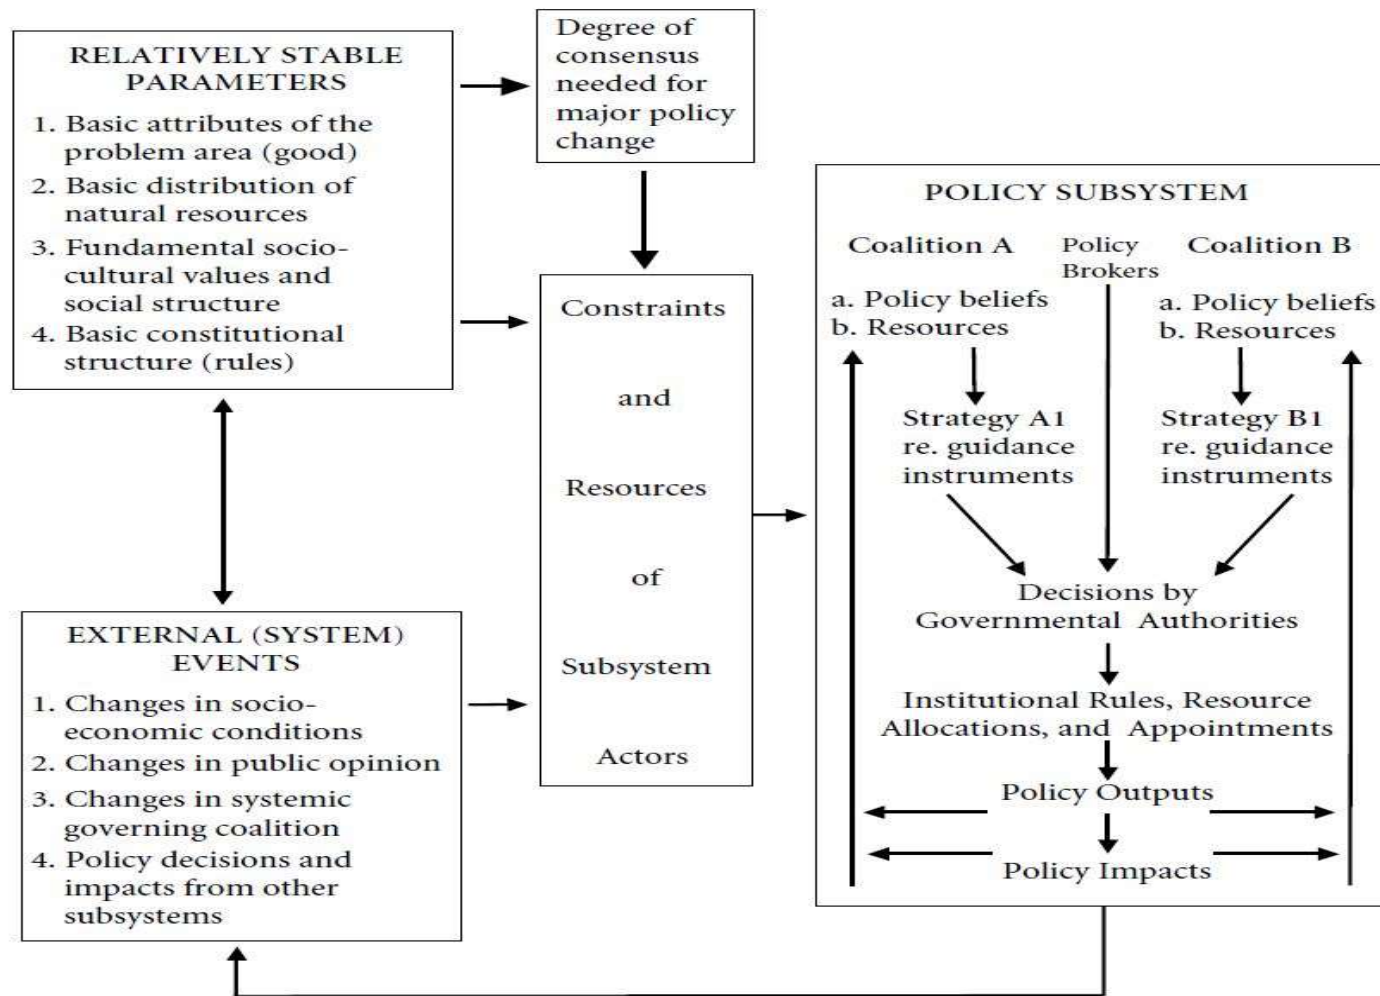 RELATIVELY STABLE
PARAMETERS
1. Basic attributes of the
problem area (good)
2. Basic distribution of
natural resources
3. Fundamental socio-
cultural values and
social structure
4. Basic constitutional
structure (rules)
Degree of
consensus
needed for
major policy
change
EXTERNAL (SYSTEM)
EVENTS
1. Changes in socio-
economic conditions
2. Changes in public opinion
3. Changes in systemic
governing coalition
4. Policy decisions and
impacts from other
subsystems
Constraints
and
Resources
of
Subsystem
Actors
POLICY SUBSYSTEM
Coalition A
a. Policy beliefs
b. Resources
Strategy A1
re. guidance
instruments
Policy
Brokers
Coalition B
a. Policy beliefs
b. Resources
Strategy B1
re. guidance
instruments
Decisions by
Governmental Authorities
Institutional Rules, Resource
Allocations, and Appointments
Policy Outputs
Policy Impacts